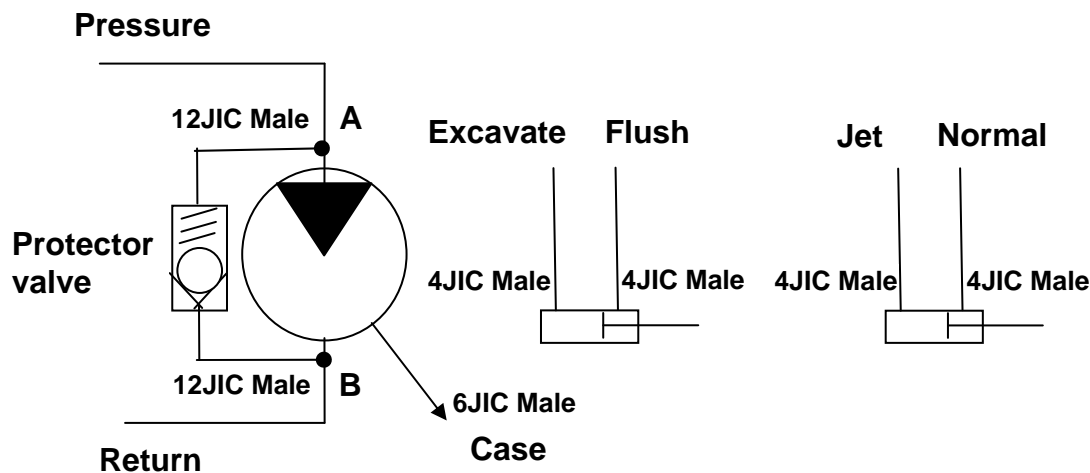 Pressure
12JIC Male
A
Excavate
Flush
Jet
Normal
Protector
valve
4JIC Male
4JIC Male
4JIC Male
4JIC Male
12JIC Male
B
6JIC Male
Case
Return